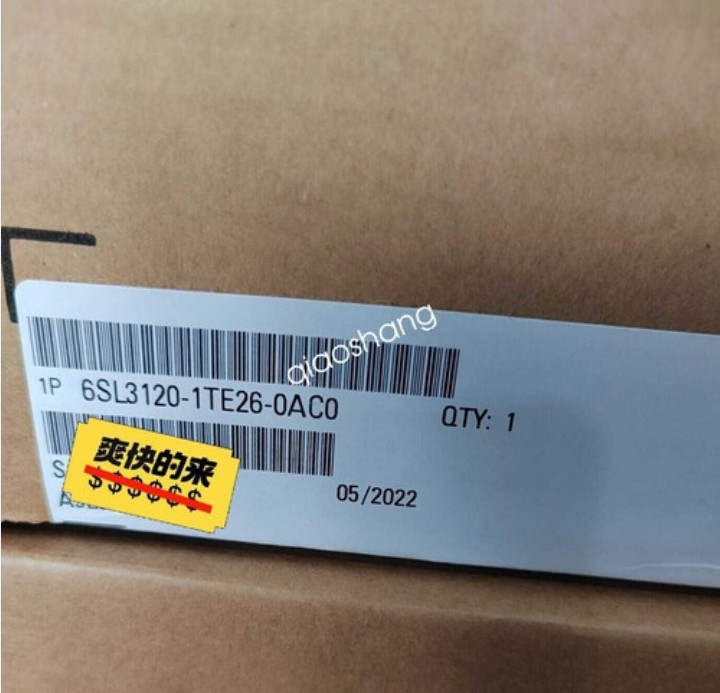 qiaoshang
1P 6SL3120-1TE26-0AC0
QTY: 1
爽快的来
$$$$$$
S
05/2022